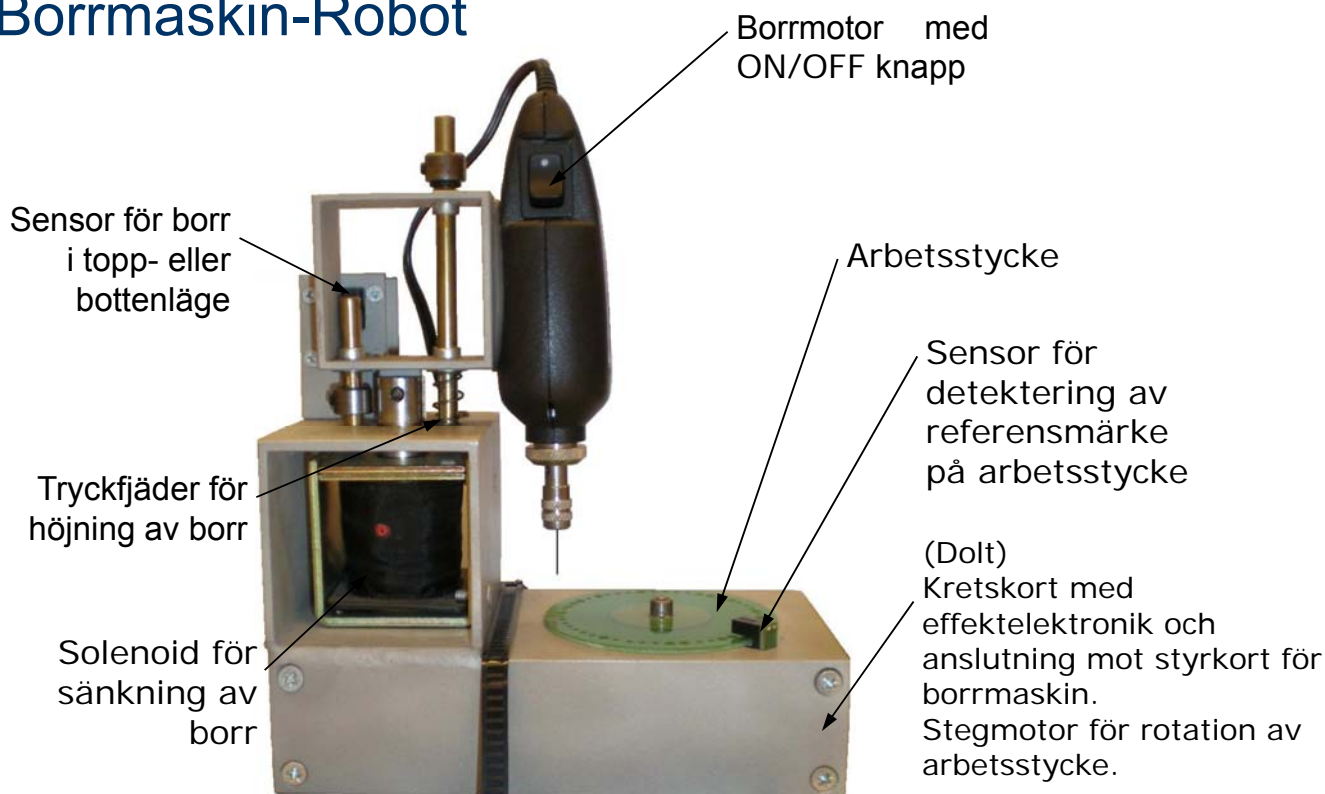 Borrmaskin-Robot
Borrmotor med
ON/OFF knapp
Sensor för borr
i topp- eller
bottenläge
Arbetsstycke
Sensor för
detektering av
referensmärke
på arbetsstycke
Tryckfjäder för
höjning av borr
(Dolt)
Kretskort med
effektelektronik och
anslutning mot styrkort för
borrmaskin.
Stegmotor för rotation av
arbetsstycke.
Solenoid för
sänkning av
borr